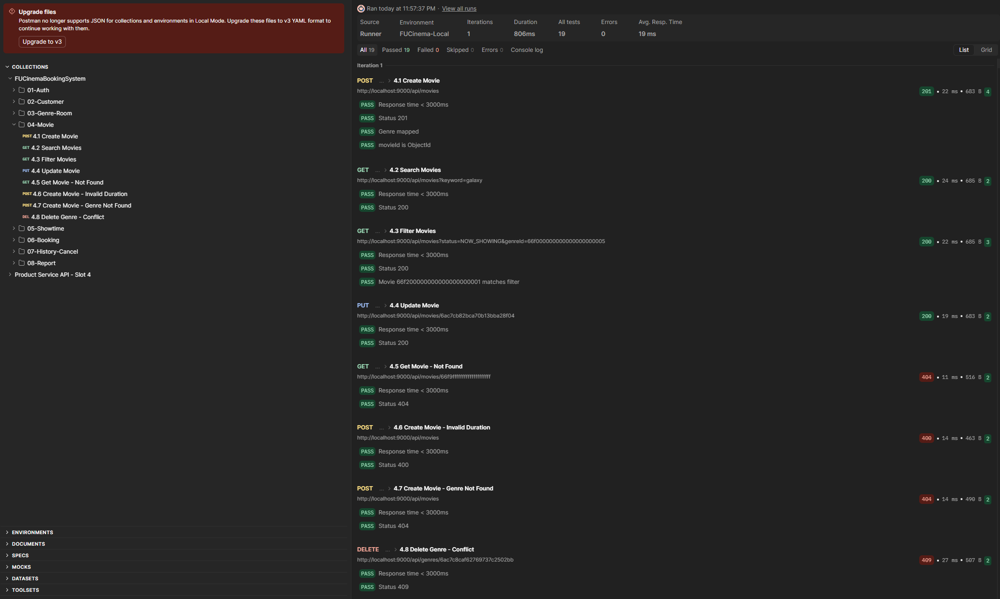 Upgrade files
Postman no longer supports JSON for collections and environments in Local Mode. Upgrade these files to v3 YAML format to
continue working with them.
Upgrade to v3
COLLECTIONS
FUCinemaBookingSystem
01-Auth
02-Customer
03-Genre-Room
04-Movie
POST 4.1 Create Movie
GET 4.2 Search Movies
GET 4.3 Filter Movies
PUT 4.4 Update Movie
GET 4.5 Get Movie - Not Found
POST 4.6 Create Movie - Invalid Duration
POST 4.7 Create Movie - Genre Not Found
DEL 4.8 Delete Genre - Conflict
05-Showtime
06-Booking
07-History-Cancel
08-Report
Product Service API - Slot 4
ENVIRONMENTS
DOCUMENTS
SPECS
MOCKS
DATASETS
TOOLSETS
Ran today at 11:57:37 PM · View all runs
Source Environment Iterations Duration All tests Errors Avg. Resp. Time
Runner FUCinema-Local 1 806ms 19 0 19 ms
All 19 Passed 19 Failed 0 Skipped 0 Errors 0 Console log List Grid
Iteration 1
POST ... > 4.1 Create Movie
http://localhost:9000/api/movies
201 • 22 ms • 683 B 4
PASS Response time < 3000ms
PASS Status 201
PASS Genre mapped
PASS movieId is ObjectId
GET ... > 4.2 Search Movies
http://localhost:9000/api/movies?keyword=galaxy
200 • 24 ms • 685 B 2
PASS Response time < 3000ms
PASS Status 200
GET ... > 4.3 Filter Movies
http://localhost:9000/api/movies?status=NOW_SHOWING&genreId=66f000000000000000000005
200 • 22 ms • 685 B 3
PASS Response time < 3000ms
PASS Status 200
PASS Movie 66f200000000000000000001 matches filter
PUT ... > 4.4 Update Movie
http://localhost:9000/api/movies/6ac7cb82bca70b13bba28f04
200 • 19 ms • 683 B 2
PASS Response time < 3000ms
PASS Status 200
GET ... > 4.5 Get Movie - Not Found
http://localhost:9000/api/movies/66f9ffffffffffffffffffff
404 • 11 ms • 516 B 2
PASS Response time < 3000ms
PASS Status 404
POST ... > 4.6 Create Movie - Invalid Duration
http://localhost:9000/api/movies
400 • 14 ms • 463 B 2
PASS Response time < 3000ms
PASS Status 400
POST ... > 4.7 Create Movie - Genre Not Found
http://localhost:9000/api/movies
404 • 14 ms • 490 B 2
PASS Response time < 3000ms
PASS Status 404
DELETE ... > 4.8 Delete Genre - Conflict
http://localhost:9000/api/genres/6ac7c8caf62769737c2502bb
409 • 27 ms • 507 B 2
PASS Response time < 3000ms
PASS Status 409